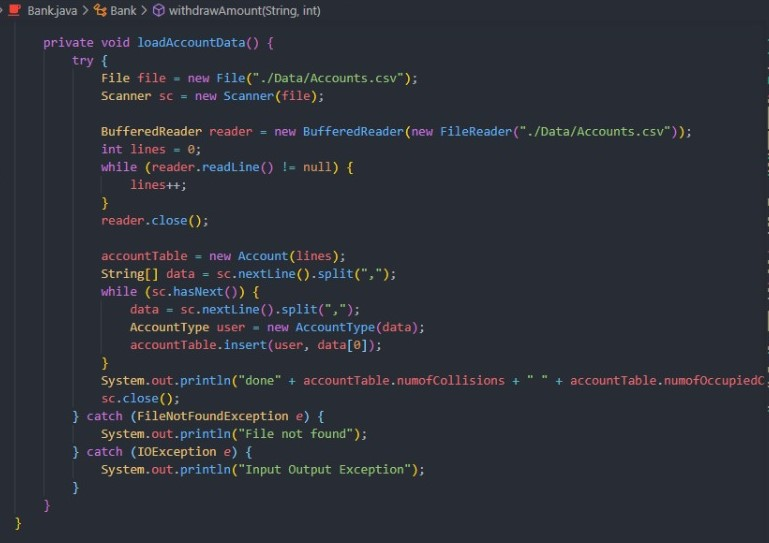 Bank.java > Bank > withdrawAmount(String, int)
private void loadAccountData() {
try {
File file = new File("./Data/Accounts.csv");
Scanner sc = new Scanner(file);
BufferedReader reader = new BufferedReader(new FileReader("./Data/Accounts.csv"));
int lines = 0;
while (reader.readLine() != null) {
lines++;
}
reader.close();
accountTable = new Account(lines);
String[] data = sc.nextLine().split(",");
while (sc.hasNext()) {
data = sc.nextLine().split(",");
AccountType user = new AccountType(data);
accountTable.insert(user, data[0]);
}
System.out.println("done" + accountTable.numofCollisions + " " + accountTable.numofOccupiedC
sc.close();
} catch (FileNotFoundException e) {
System.out.println("File not found");
} catch (IOException e) {
System.out.println("Input Output Exception");
}
}
}